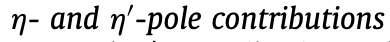 η- and η′-pole contributions